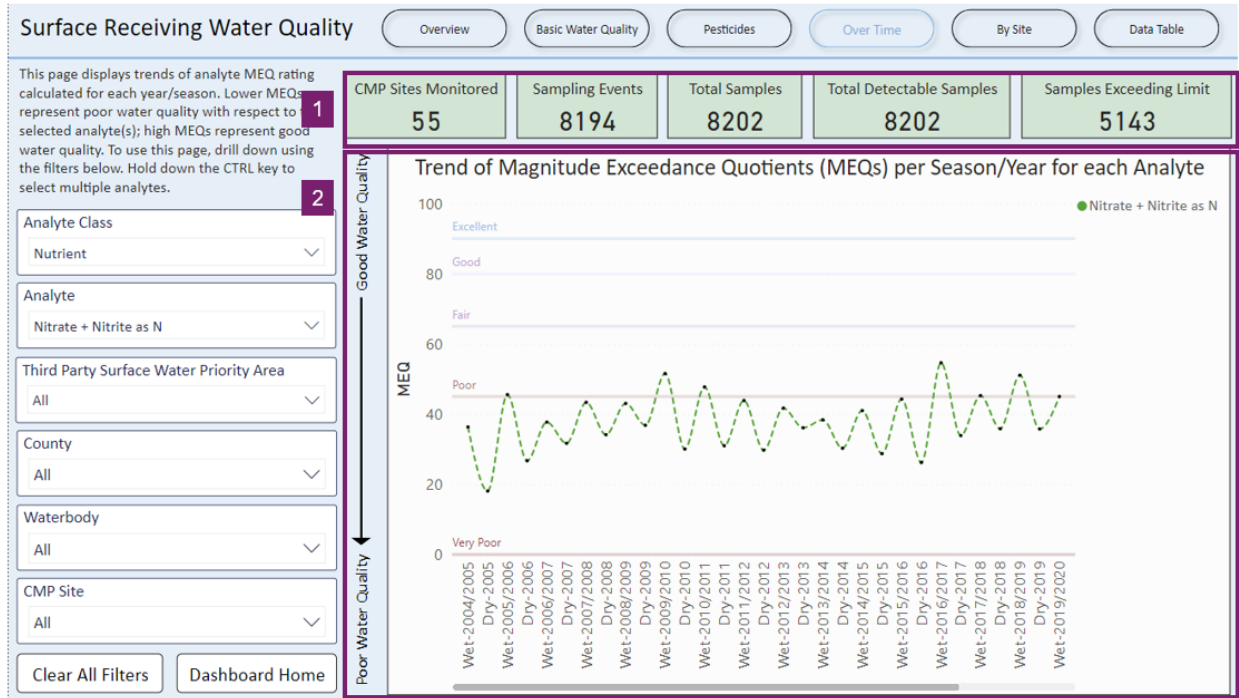 Surface Receiving Water Quality
Overview
Basic Water Quality
Pesticides
Over Time
By Site
Data Table
This page displays trends of analyte MEQ rating
calculated for each year/season. Lower MEQs
represent poor water quality with respect to
selected analyte(s); high MEQs represent good
water quality. To use this page, drill down using
the filters below. Hold down the CTRL key to
select multiple analytes.
1
2
CMP Sites Monitored
55
Sampling Events
8194
Total Samples
8202
Total Detectable Samples
8202
Samples Exceeding Limit
5143
Analyte Class
Nutrient
Analyte
Nitrate + Nitrite as N
Third Party Surface Water Priority Area
All
County
All
Waterbody
All
CMP Site
All
Clear All Filters
Dashboard Home
Good Water Quality
Poor Water Quality
Trend of Magnitude Exceedance Quotients (MEQs) per Season/Year for each Analyte
Nitrate + Nitrite as N
MEQ
100
80
60
40
20
0
Excellent
Good
Fair
Poor
Very Poor
Wet-2004/2005
Dry-2005
Wet-2005/2006
Dry-2006
Wet-2006/2007
Dry-2007
Wet-2007/2008
Dry-2008
Wet-2008/2009
Dry-2009
Wet-2009/2010
Dry-2010
Wet-2010/2011
Dry-2011
Wet-2011/2012
Dry-2012
Wet-2012/2013
Dry-2013
Wet-2013/2014
Dry-2014
Wet-2014/2015
Dry-2015
Wet-2015/2016
Dry-2016
Wet-2016/2017
Dry-2017
Wet-2017/2018
Dry-2018
Wet-2018/2019
Dry-2019
Wet-2019/2020